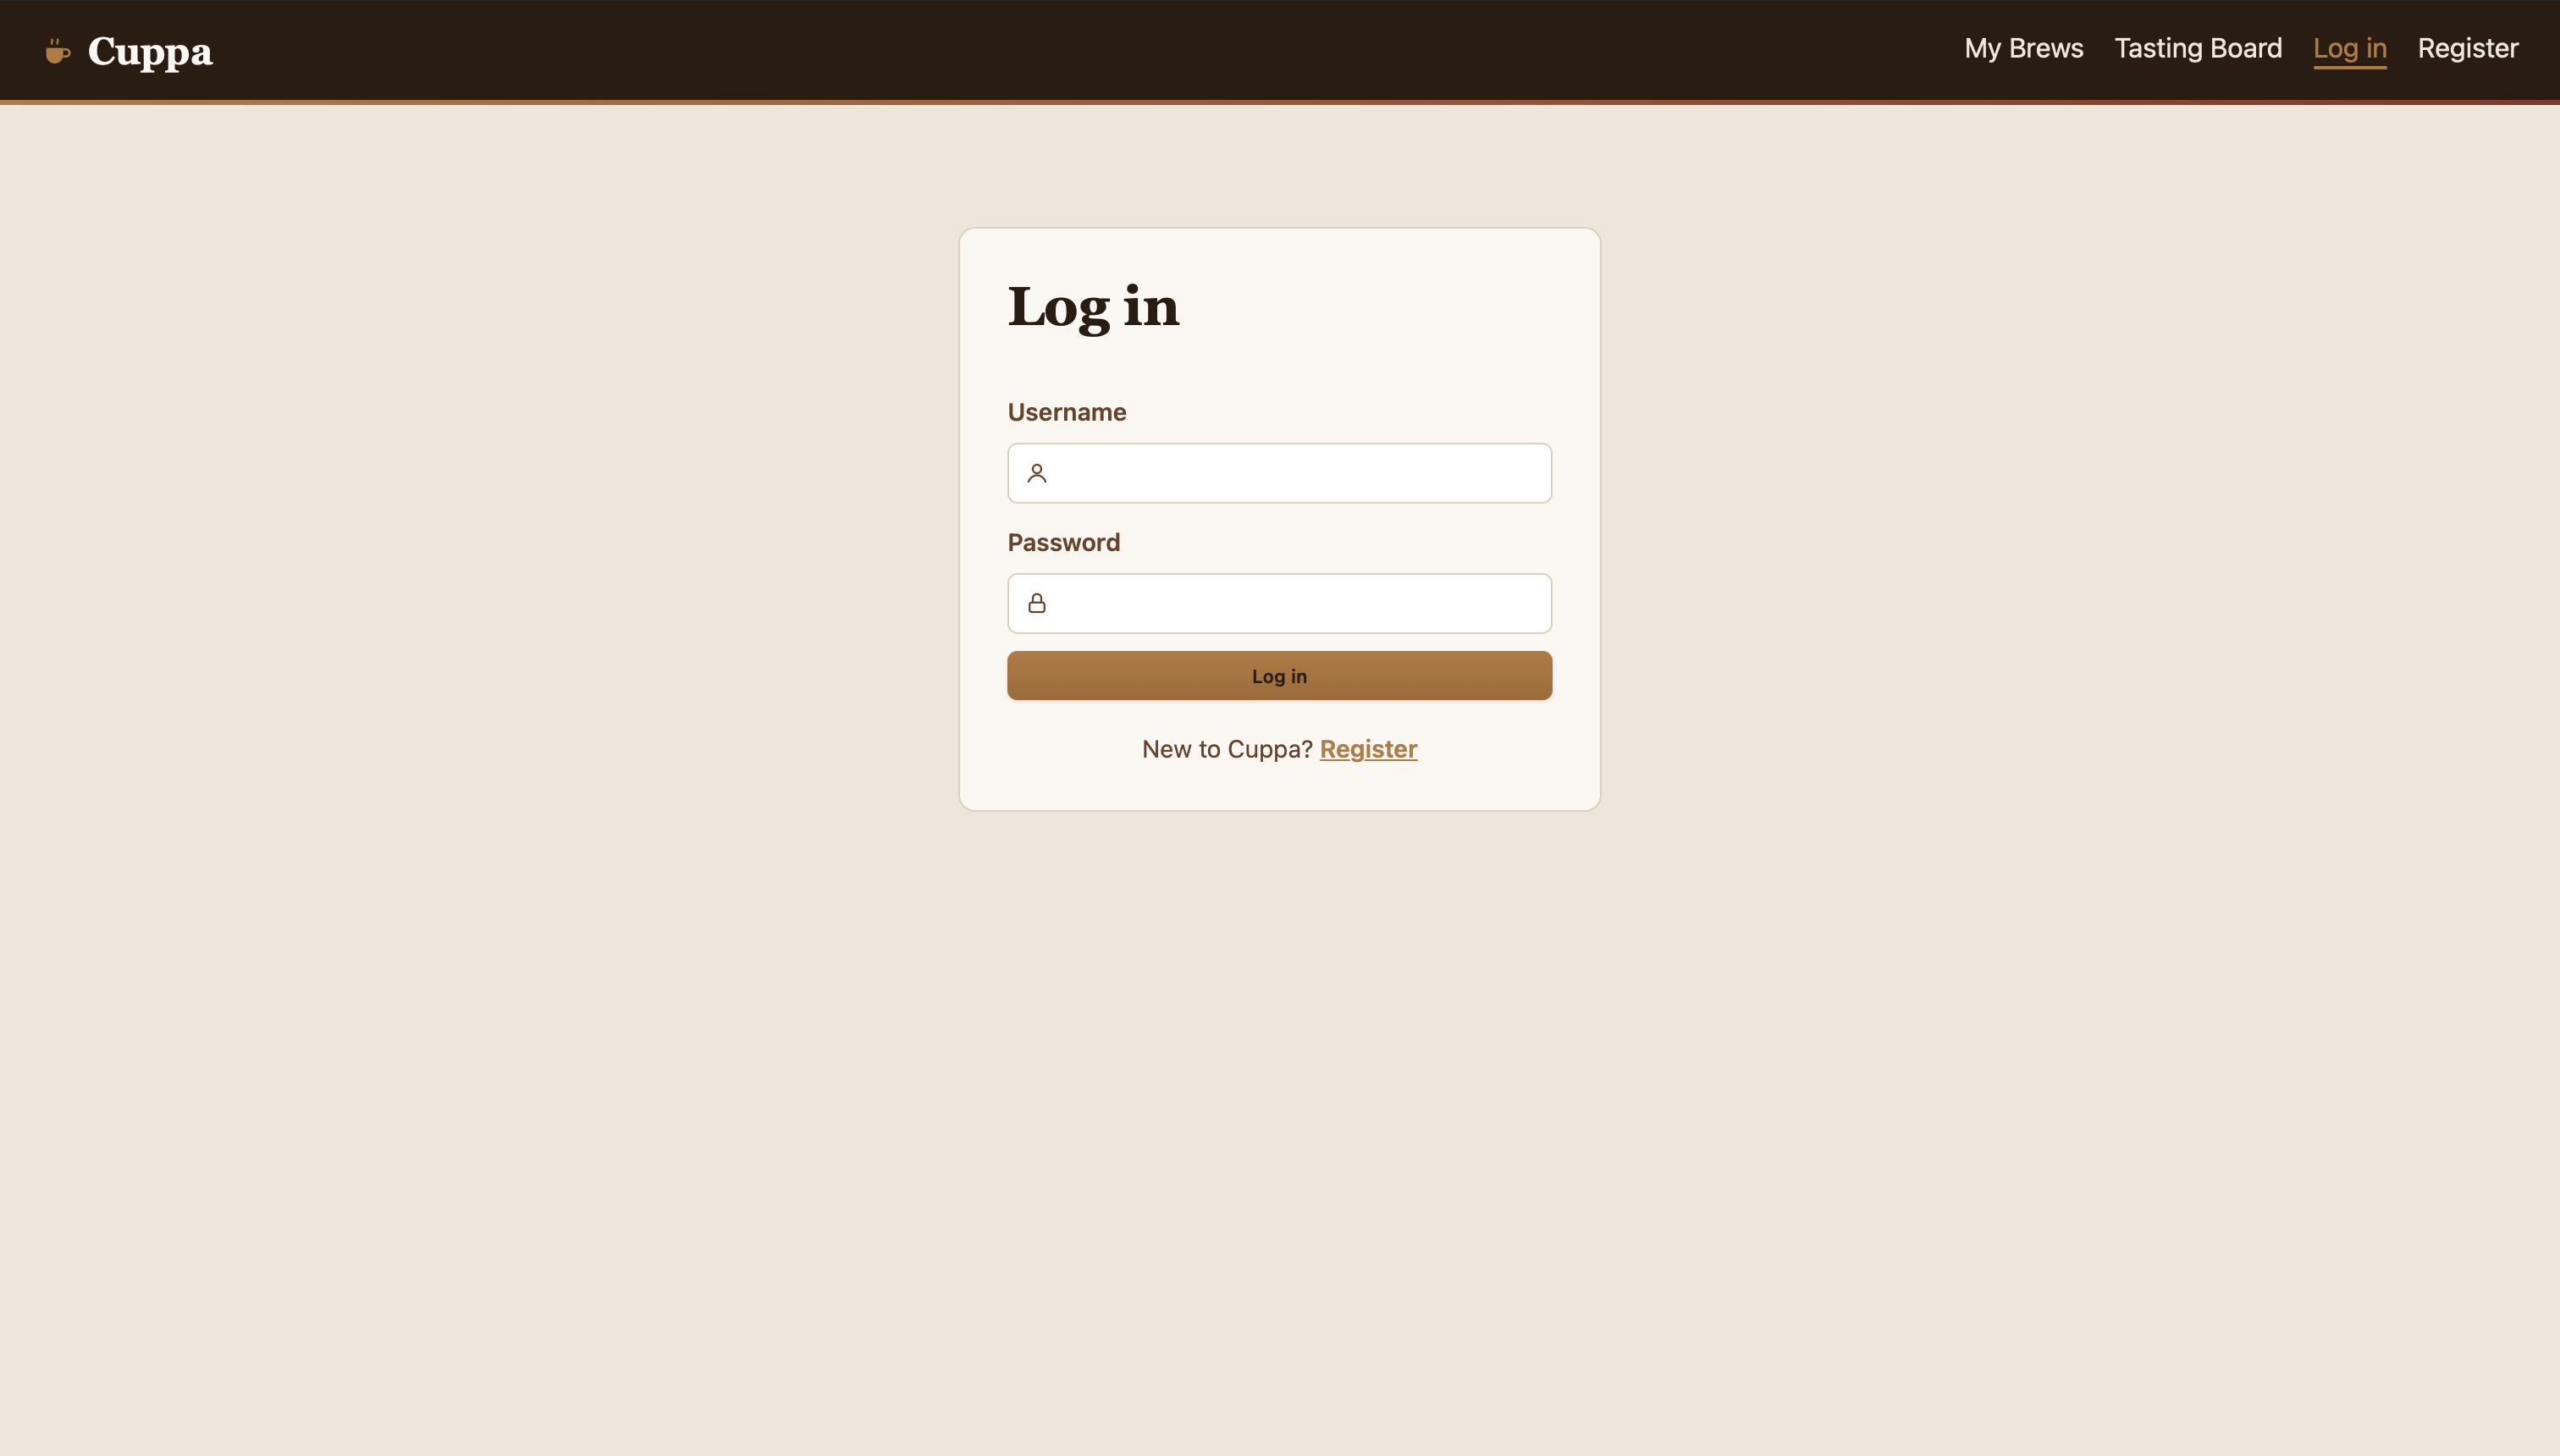 Cuppa
My Brews Tasting Board Log in Register
Log in
Username
Password
Log in
New to Cuppa? Register